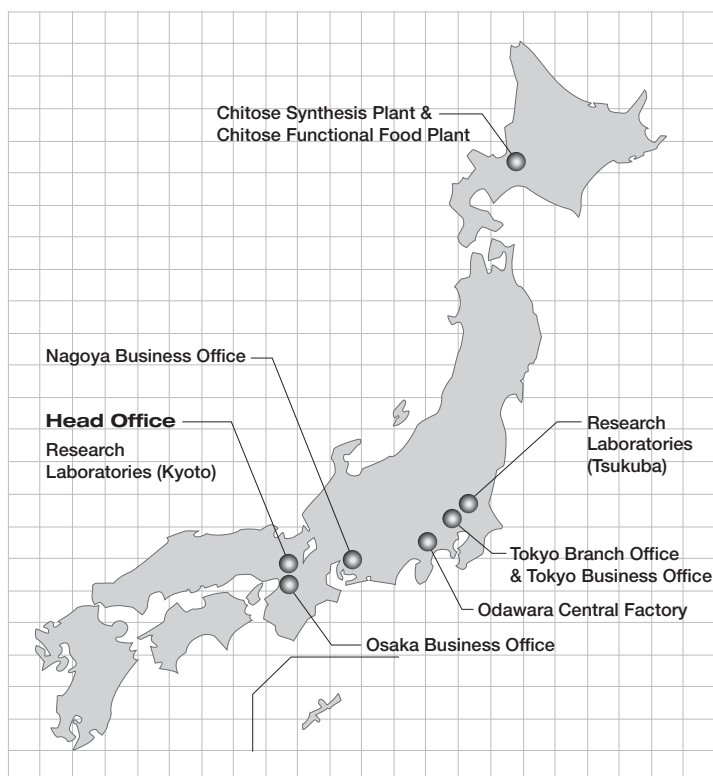 Chitose Synthesis Plant &
Chitose Functional Food Plant
Nagoya Business Office
Head Office
Research
Laboratories (Kyoto)
Research
Laboratories
(Tsukuba)
Tokyo Branch Office
& Tokyo Business Office
Odawara Central Factory
Osaka Business Office